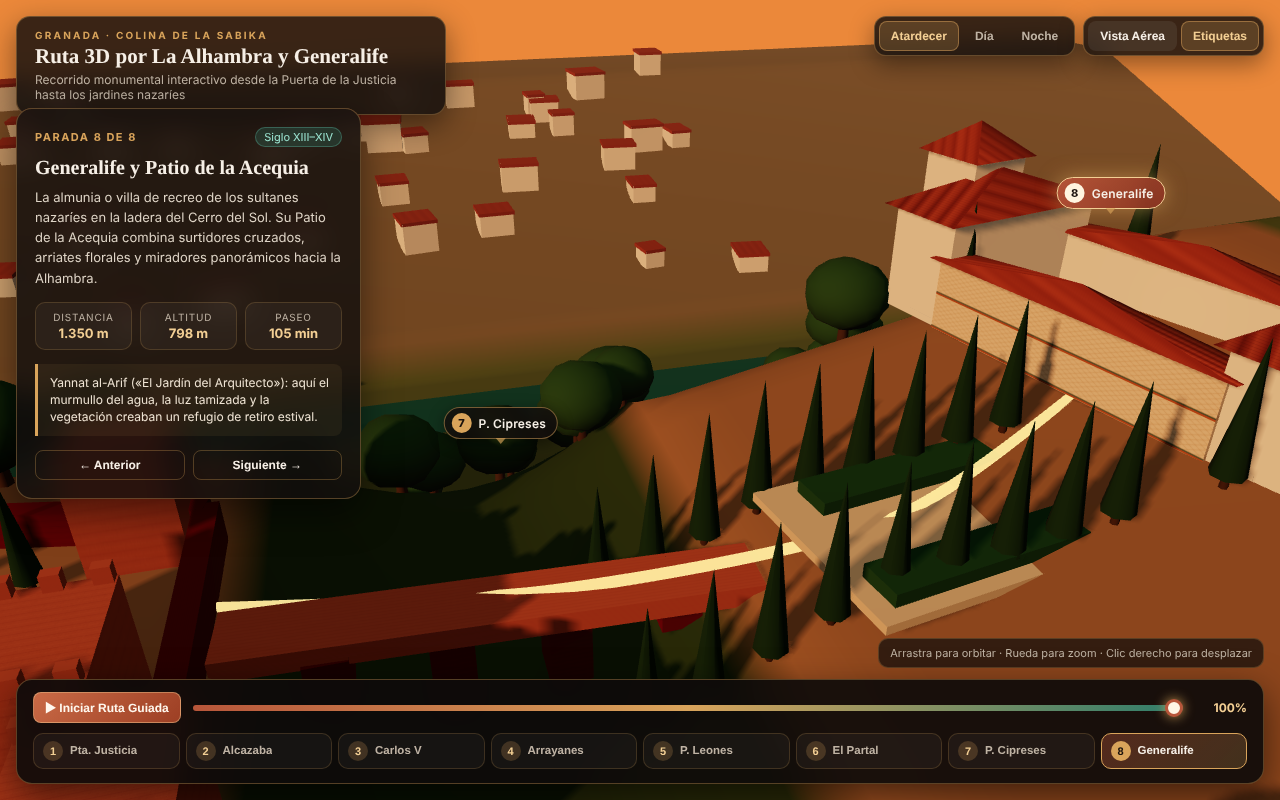 GRANADA · COLINA DE LA SABIKA
Ruta 3D por La Alhambra y Generalife
Recorrido monumental interactivo desde la Puerta de la Justicia
hasta los jardines nazaríes
Atardecer
Día
Noche
Vista Aérea
Etiquetas
PARADA 8 DE 8
Siglo XIII–XIV
Generalife y Patio de la Acequia
La almunia o villa de recreo de los sultanes
nazaríes en la ladera del Cerro del Sol. Su Patio
de la Acequia combina surtidores cruzados,
arriates florales y miradores panorámicos hacia la
Alhambra.
DISTANCIA
1.350 m
ALTITUD
798 m
PASEO
105 min
Yannat al-Arif («El Jardín del Arquitecto»): aquí el
murmullo del agua, la luz tamizada y la
vegetación creaban un refugio de retiro estival.
← Anterior
Siguiente →
8 Generalife
7 P. Cipreses
Arrastra para orbitar · Rueda para zoom · Clic derecho para desplazar
▶ Iniciar Ruta Guiada
100%
1 Pta. Justicia
2 Alcazaba
3 Carlos V
4 Arrayanes
5 P. Leones
6 El Partal
7 P. Cipreses
8 Generalife